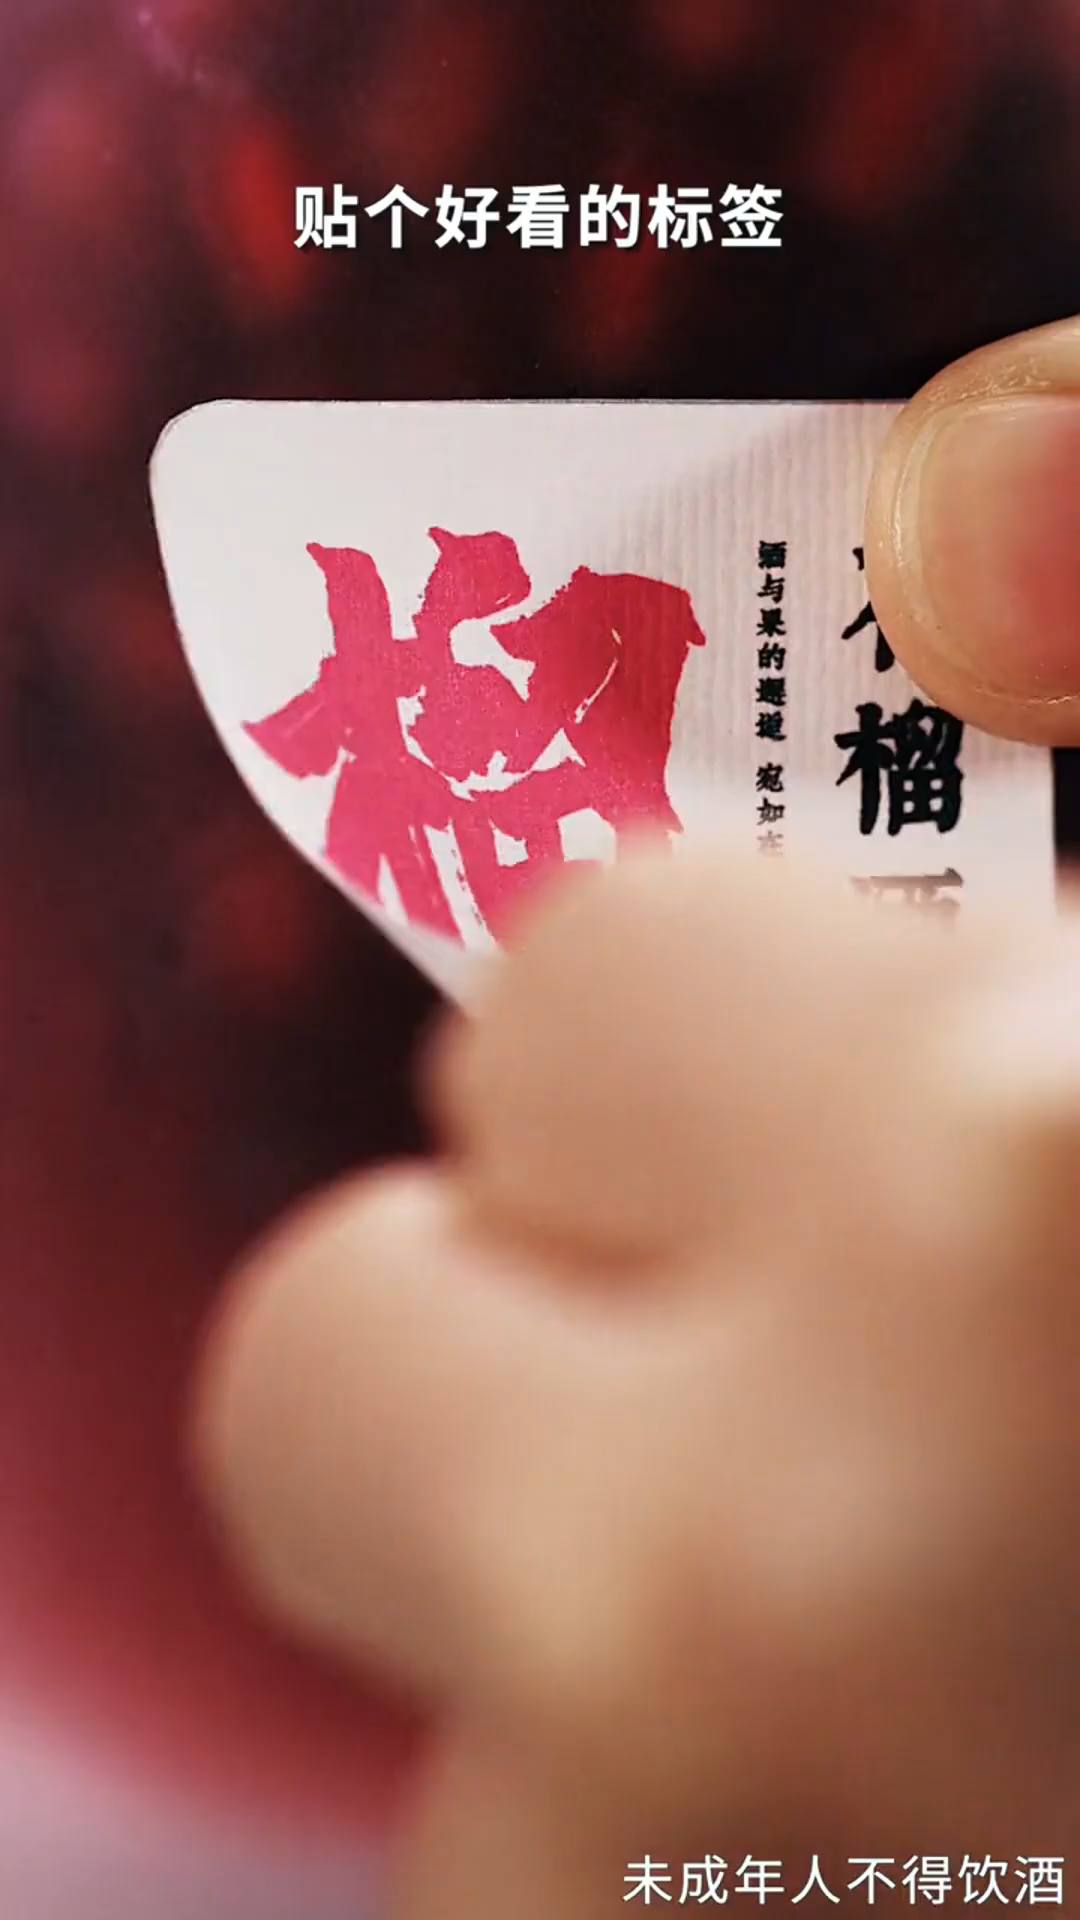 贴个好看的标签
榴
酒与果的邂逅 宛如在
榴
未成年人不得饮酒